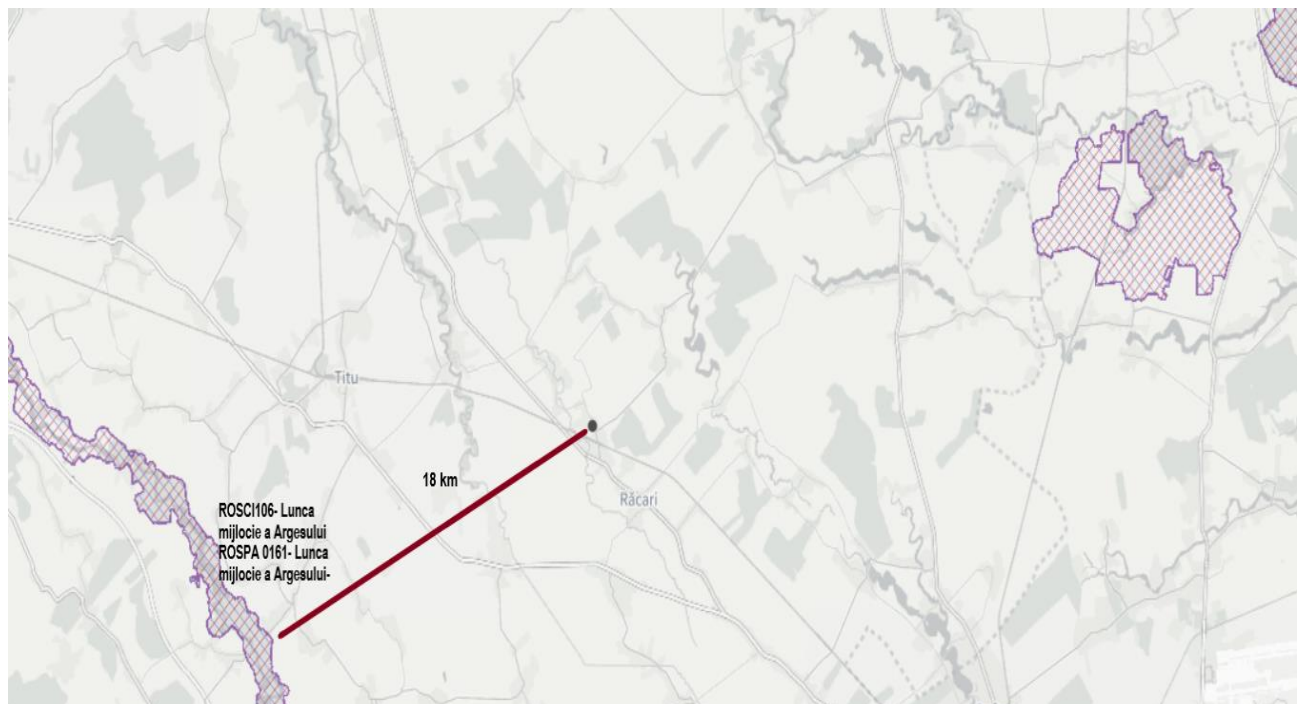 Titu
18 km
Răcari
ROSCI106- Lunca
mijlocie a Argesului
ROSPA 0161- Lunca
mijlocie a Argesului-